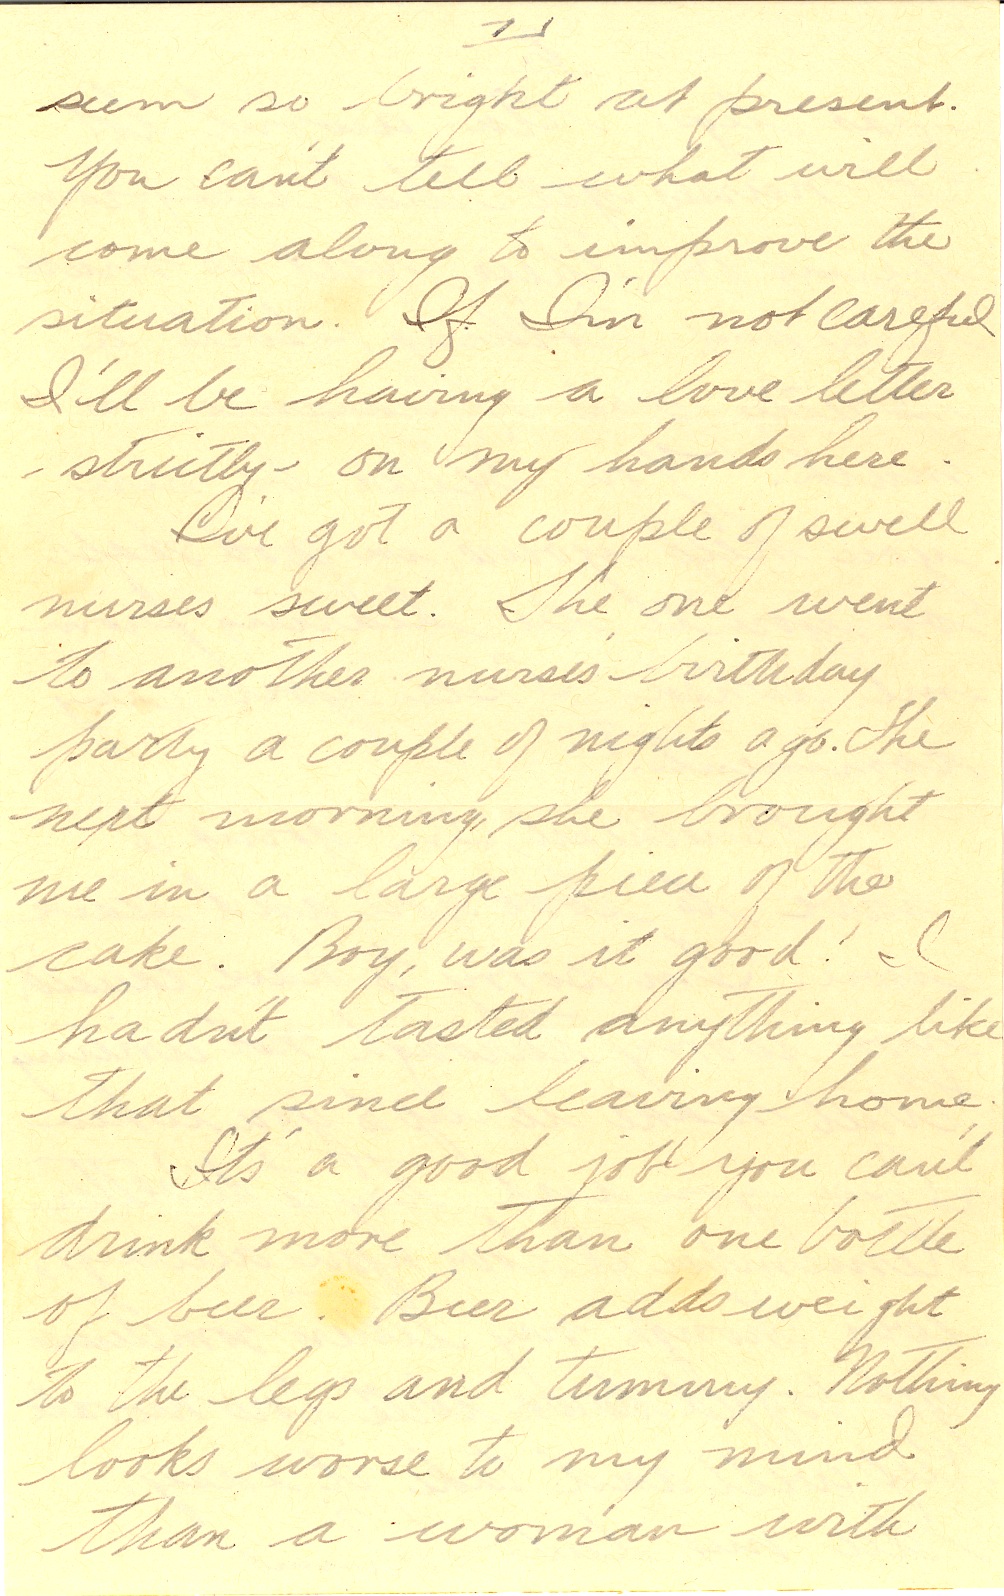 seem so bright at present.
You can't tell what will
come along to improve the
situation. If I'm not careful
I'll be having a love letter
-strictly- on my hands here.
I've got a couple of swell
nurses sweet. The one went
to another nurses birthday
party a couple of nights ago. The
next morning, she brought
me in a large piece of the
cake. Boy, was it good! I
hadn't tasted anything like
that since leaving home.
It's a good job you can't
drink more than one bottle
of beer. Beer adds weight
to the legs and tummy. Nothing
looks worse to my mind
than a woman with